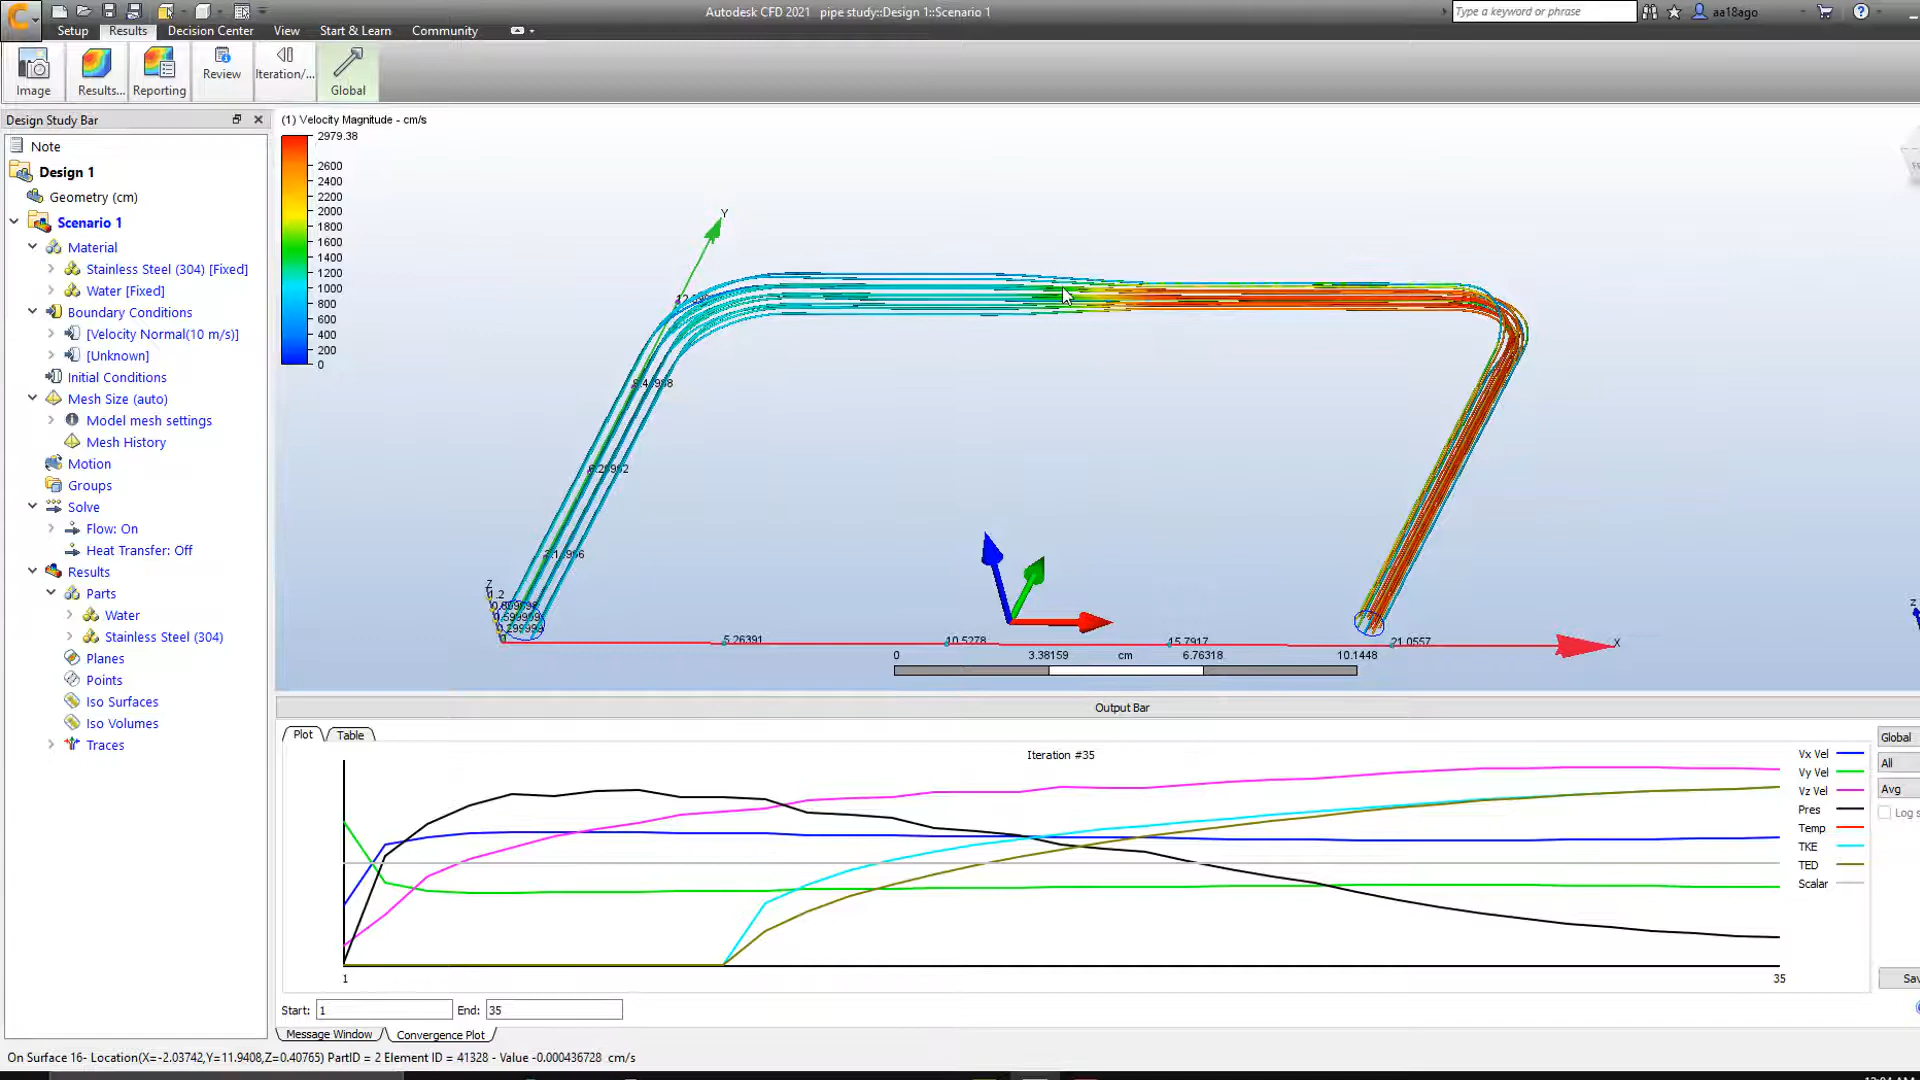 Autodesk CFD 2021 pipe study::Design 1::Scenario 1
Type a keyword or phrase
aa18ago
Setup Results Decision Center View Start & Learn Community
Image
Results...
Reporting
Review
Iteration/...
Global
Design Study Bar
Note
Design 1
Geometry (cm)
Scenario 1
Material
Stainless Steel (304) [Fixed]
Water [Fixed]
Boundary Conditions
[Velocity Normal(10 m/s)]
[Unknown]
Initial Conditions
Mesh Size (auto)
Model mesh settings
Mesh History
Motion
Groups
Solve
Flow: On
Heat Transfer: Off
Results
Parts
Water
Stainless Steel (304)
Planes
Points
Iso Surfaces
Iso Volumes
Traces
(1) Velocity Magnitude - cm/s
2979.38
2600
2400
2200
2000
1800
1600
1400
1200
1000
800
600
400
200
0
Y
Z
X
5.26391
10.5278
15.7917
21.0557
0 3.38159 cm 6.76318 10.1448
Z
Output Bar
Plot Table
Iteration #35
Vx Vel
Vy Vel
Vz Vel
Pres
Temp
TKE
TED
Scalar
1
35
Global
All
Avg
Log s
Start: 1 End: 35
Message Window Convergence Plot
On Surface 16- Location(X=-2.03742,Y=11.9408,Z=0.40765) PartID = 2 Element ID = 41328 - Value -0.000436728 cm/s